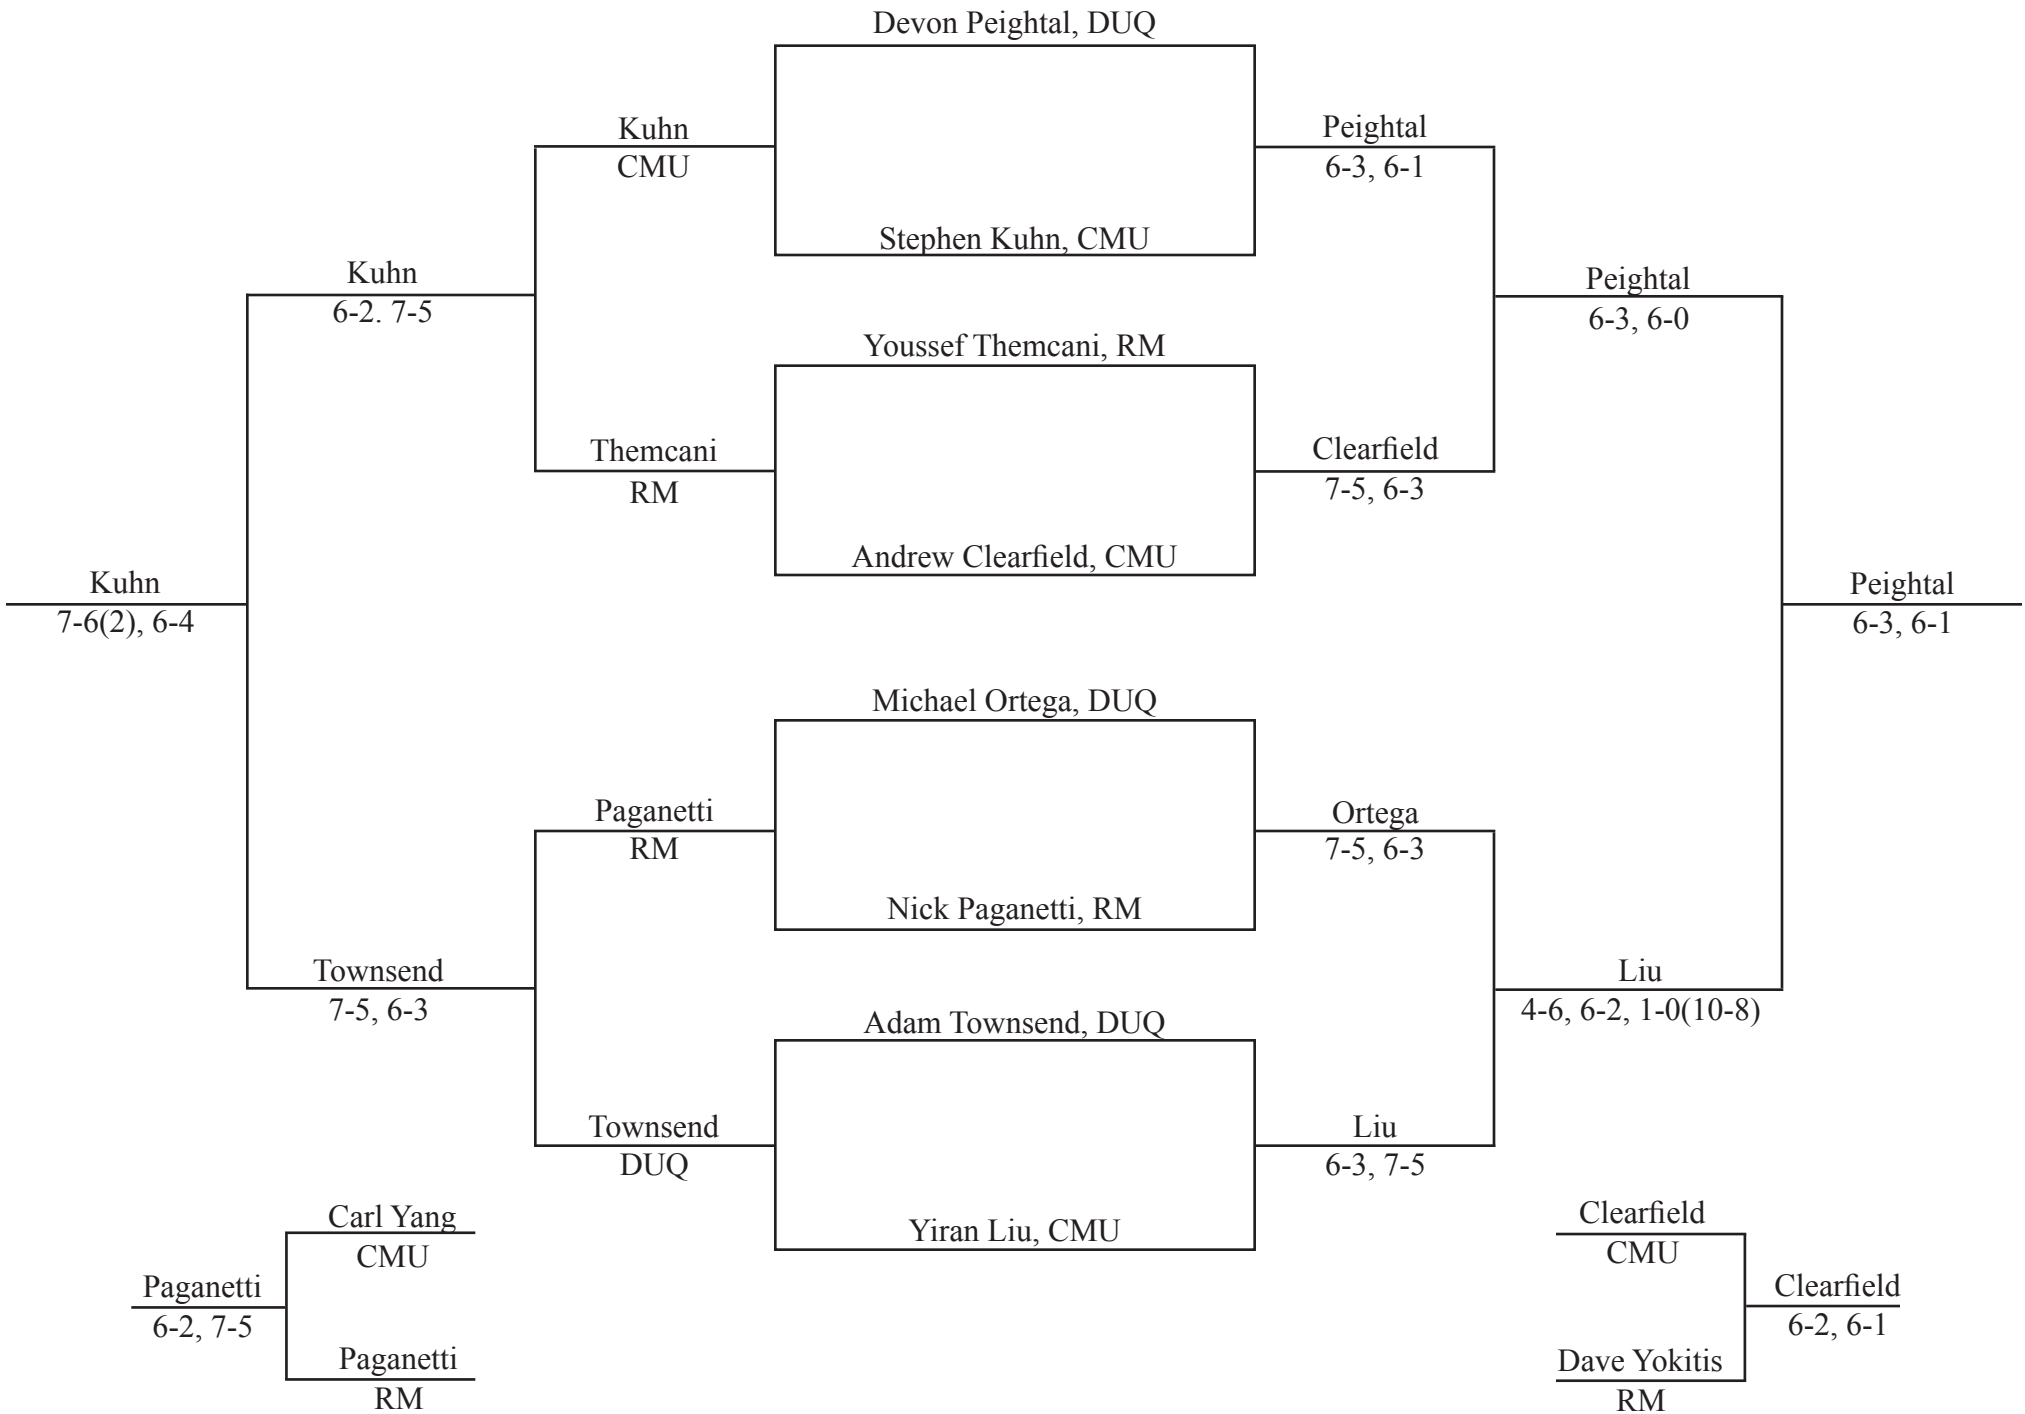 Devon Peightal, DUQ
Kuhn
CMU
Peightal
6-3, 6-1
Stephen Kuhn, CMU
Kuhn
6-2. 7-5
Peightal
6-3, 6-0
Youssef Themcani, RM
Themcani
RM
Clearfield
7-5, 6-3
Andrew Clearfield, CMU
Kuhn
7-6(2), 6-4
Peightal
6-3, 6-1
Michael Ortega, DUQ
Paganetti
RM
Ortega
7-5, 6-3
Nick Paganetti, RM
Townsend
7-5, 6-3
Liu
4-6, 6-2, 1-0(10-8)
Adam Townsend, DUQ
Townsend
DUQ
Liu
6-3, 7-5
Yiran Liu, CMU
Carl Yang
CMU
Paganetti
6-2, 7-5
Paganetti
RM
Clearfield
CMU
Clearfield
6-2, 6-1
Dave Yokitis
RM